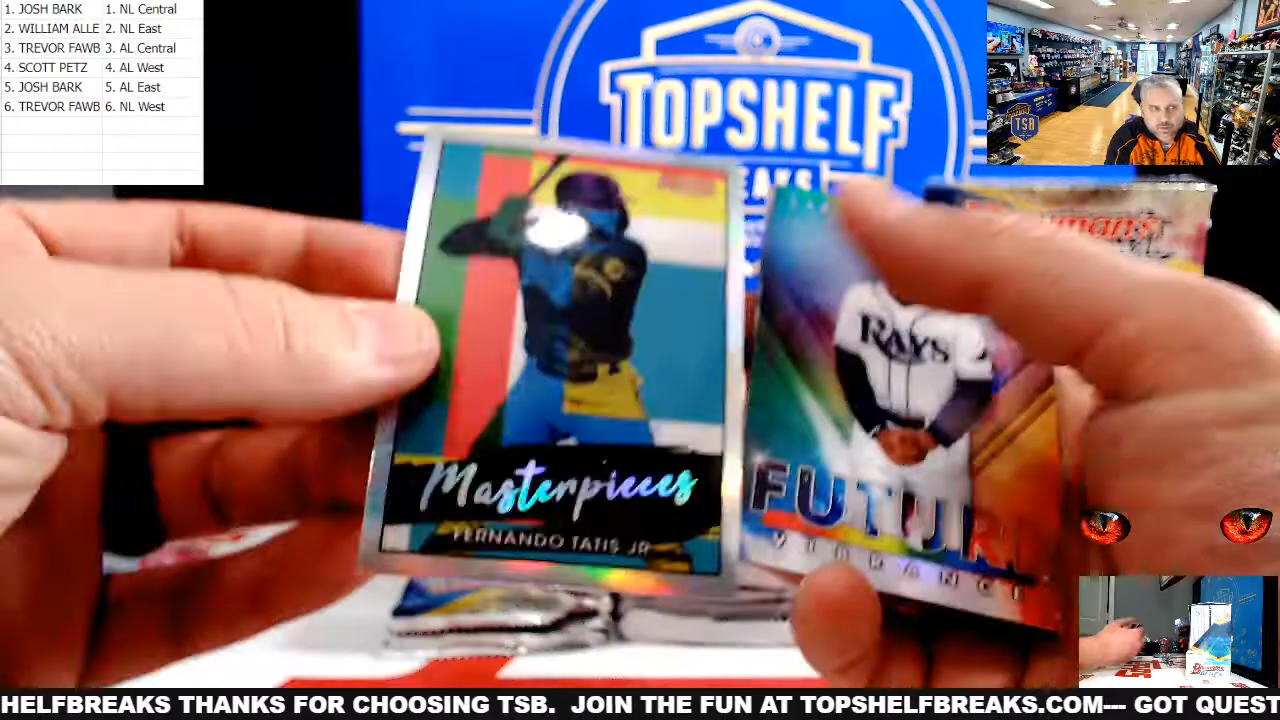 1. JOSH BARK 1. NL Central
2. WILLIAM ALLE 2. NL East
3. TREVOR FAWB 3. AL Central
4. SCOTT PETZ 4. AL West
5. JOSH BARK 5. AL East
6. TREVOR FAWB 6. NL West
TOPSHELF
TSB
Masterpieces
FERNANDO TATIS JR
RAYS
FUTURE
HELFBREAKS THANKS FOR CHOOSING TSB. JOIN THE FUN AT TOPSHELFBREAKS.COM--- GOT QUEST